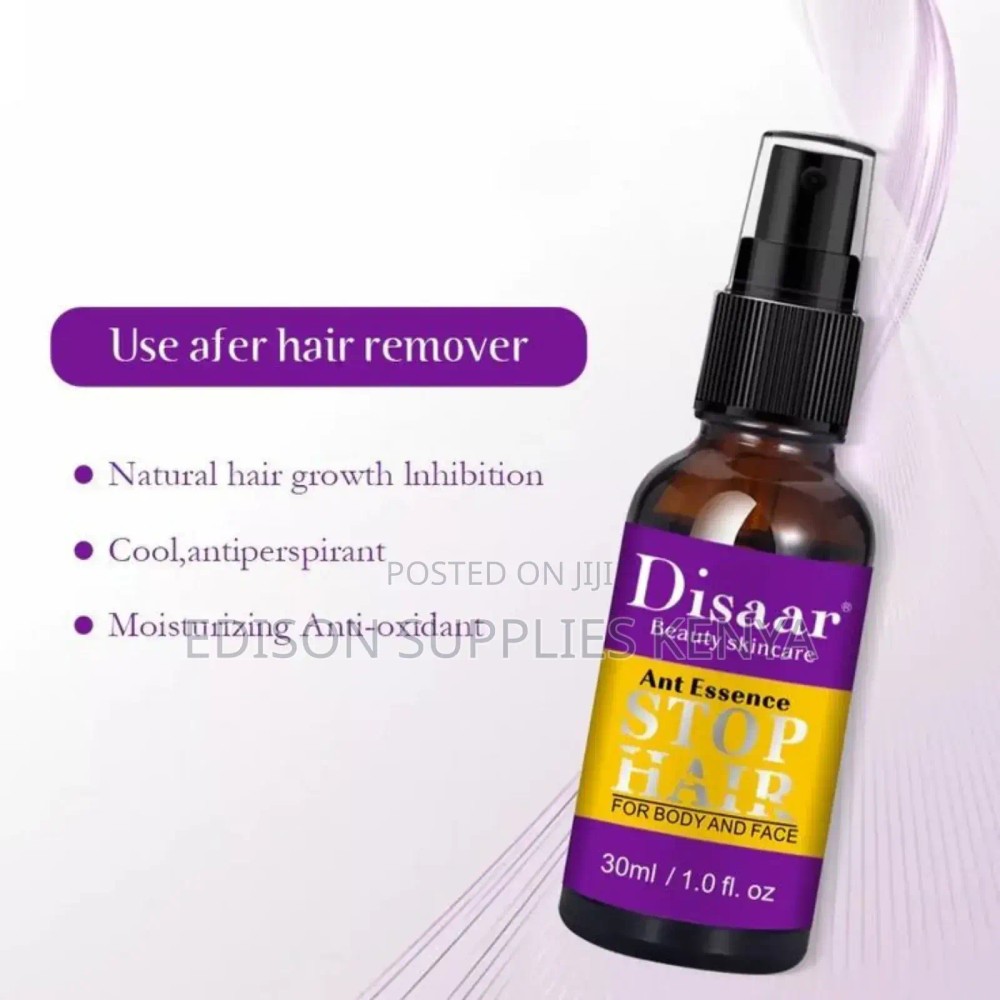 Use afer hair remover
Natural hair growth lnhibition
Cool,antiperspirant
POSTED ON JIJI
Moisturizing Anti-oxidant
EDISON SUPPLIES KENYA
Disaar®
Beauty skincare
Ant Essence
STOP
HAIR
FOR BODY AND FACE
30ml / 1.0 fl. oz